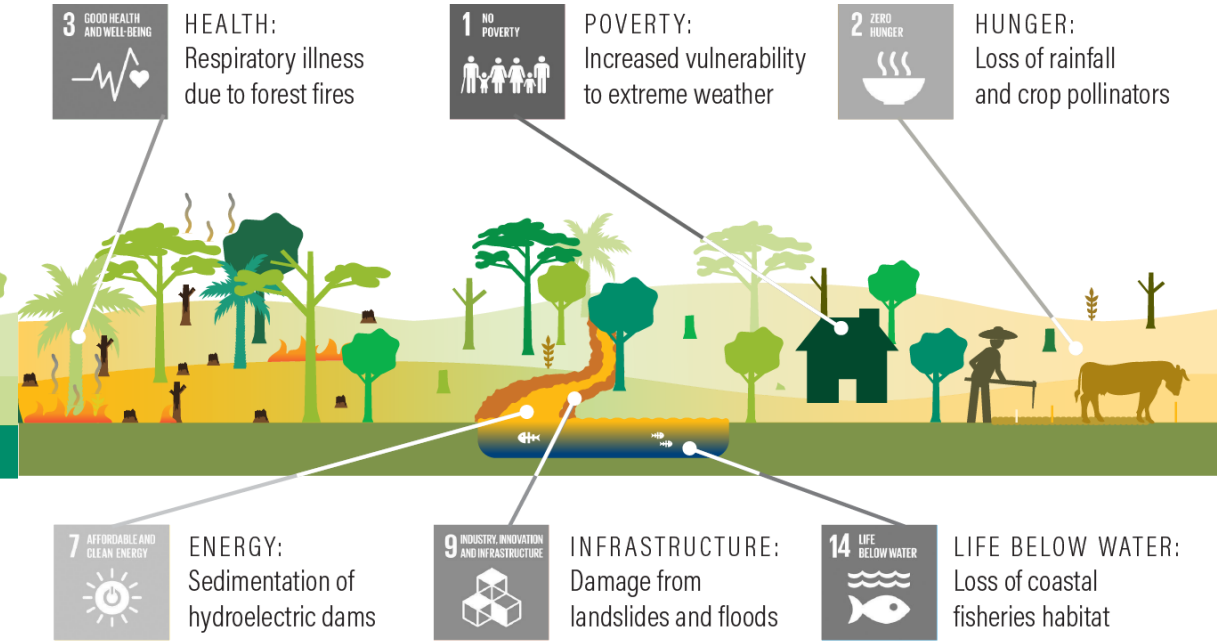 3 GOOD HEALTH
AND WELL-BEING
HEALTH:
Respiratory illness
due to forest fires
1 NO
POVERTY
POVERTY:
Increased vulnerability
to extreme weather
2 ZERO
HUNGER
HUNGER:
Loss of rainfall
and crop pollinators
7 AFFORDABLE AND
CLEAN ENERGY
ENERGY:
Sedimentation of
hydroelectric dams
9 INDUSTRY, INNOVATION
AND INFRASTRUCTURE
INFRASTRUCTURE:
Damage from
landslides and floods
14 LIFE
BELOW WATER
LIFE BELOW WATER:
Loss of coastal
fisheries habitat